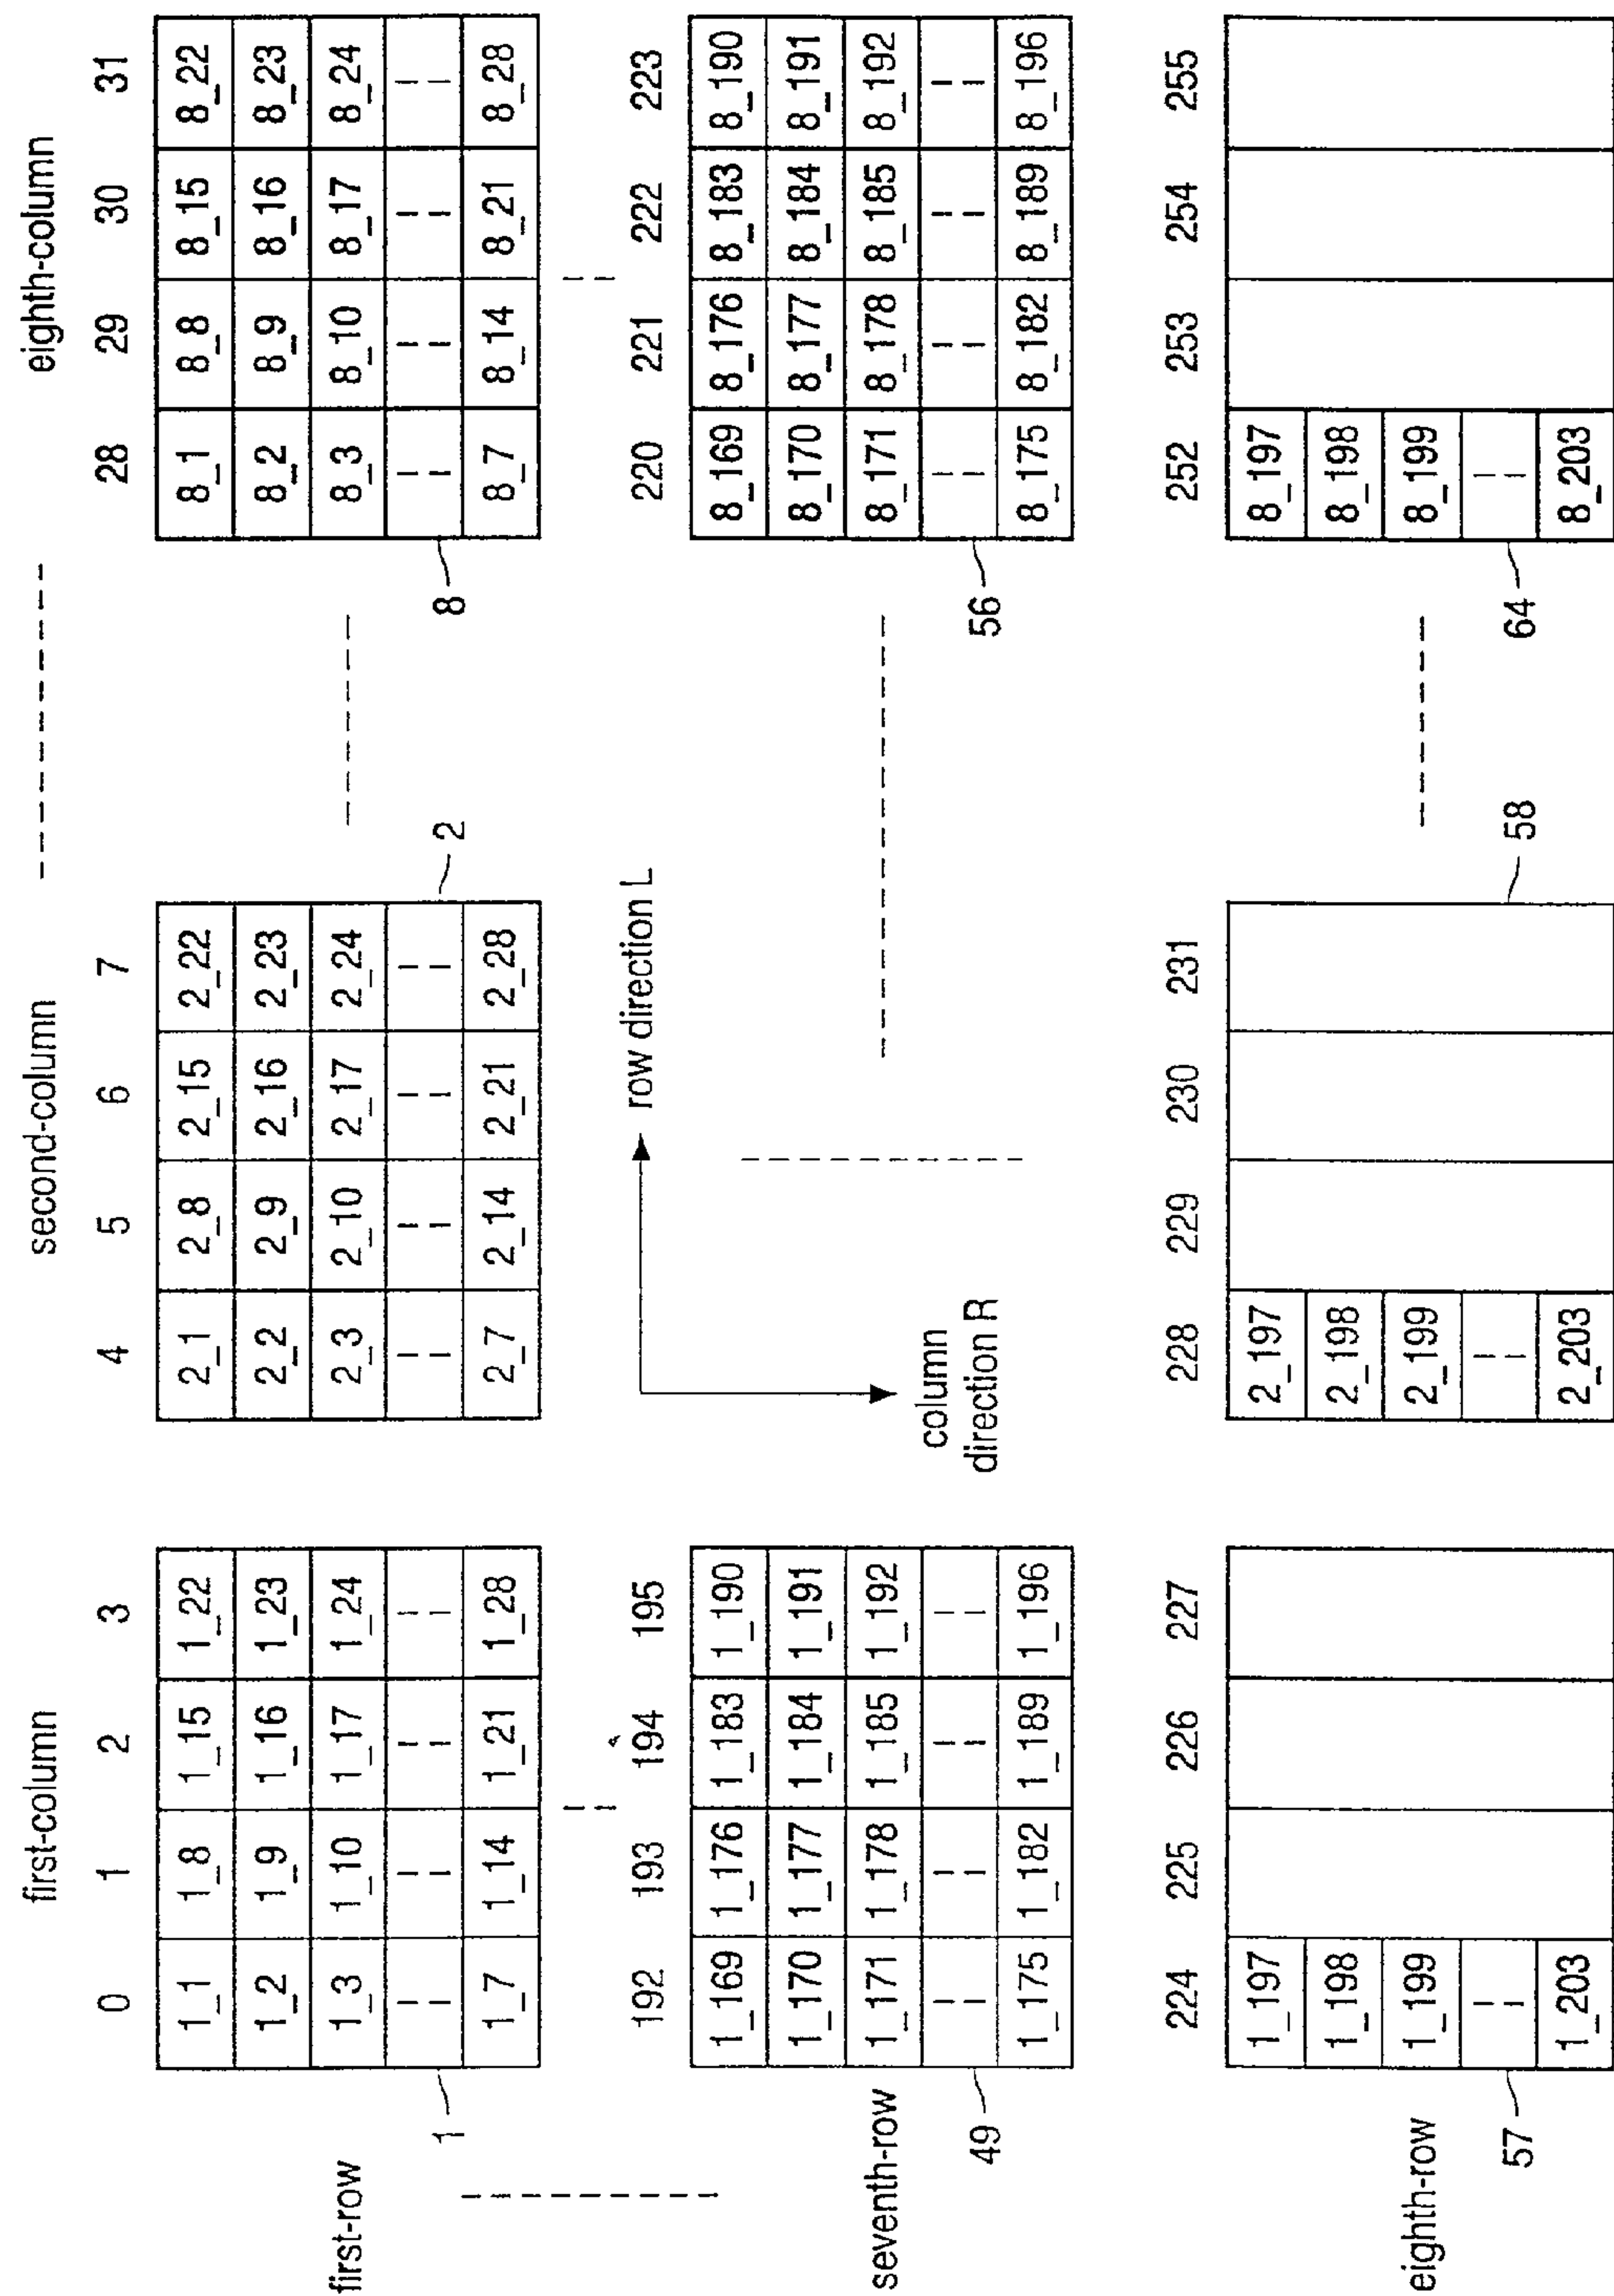 first-column second-column eighth-column
0 1 2 3 4 5 6 7 28 29 30 31
1_1 1_8 1_15 1_22 2_1 2_8 2_15 2_22 8_1 8_8 8_15 8_22
1_2 1_9 1_16 1_23 2_2 2_9 2_16 2_23 8_2 8_9 8_16 8_23
first-row 1_3 1_10 1_17 1_24 2_3 2_10 2_17 2_24 8_3 8_10 8_17 8_24
1 2 8
1_7 1_14 1_21 1_28 2_7 2_14 2_21 2_28 8_7 8_14 8_21 8_28
row direction L
192 193 194 195 220 221 222 223
1_169 1_176 1_183 1_190 8_169 8_176 8_183 8_190
1_170 1_177 1_184 1_191 8_170 8_177 8_184 8_191
seventh-row 1_171 1_178 1_185 1_192 8_171 8_178 8_185 8_192
column
direction R
49 56
1_175 1_182 1_189 1_196 8_175 8_182 8_189 8_196
224 225 226 227 228 229 230 231 252 253 254 255
1_197 2_197 8_197
1_198 2_198 8_198
eighth-row 1_199 2_199 8_199
57 58 64
1_203 2_203 8_203